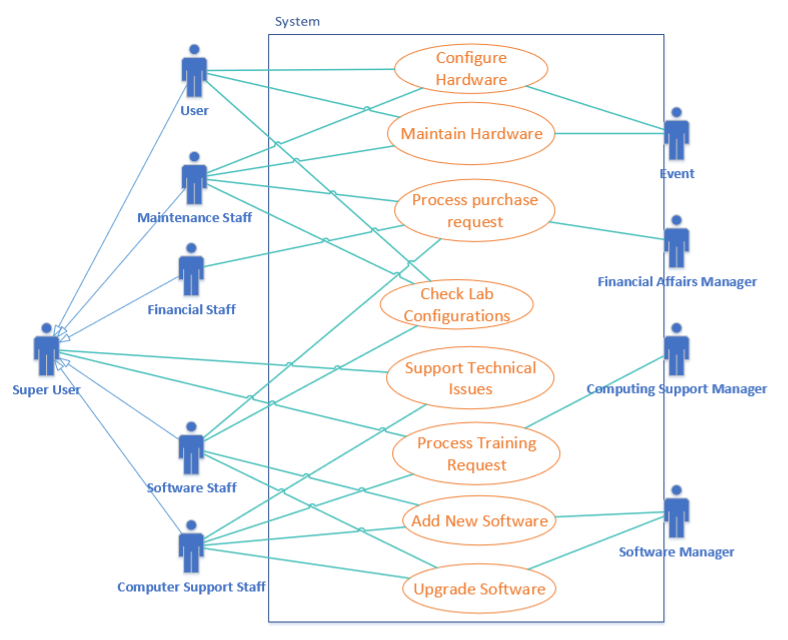 System
Configure
Hardware
User
Maintain Hardware
Event
Maintenance Staff
Process purchase
request
Financial Affairs Manager
Financial Staff
Check Lab
Configurations
Super User
Support Technical
Issues
Computing Support Manager
Process Training
Request
Software Staff
Add New Software
Software Manager
Computer Support Staff
Upgrade Software